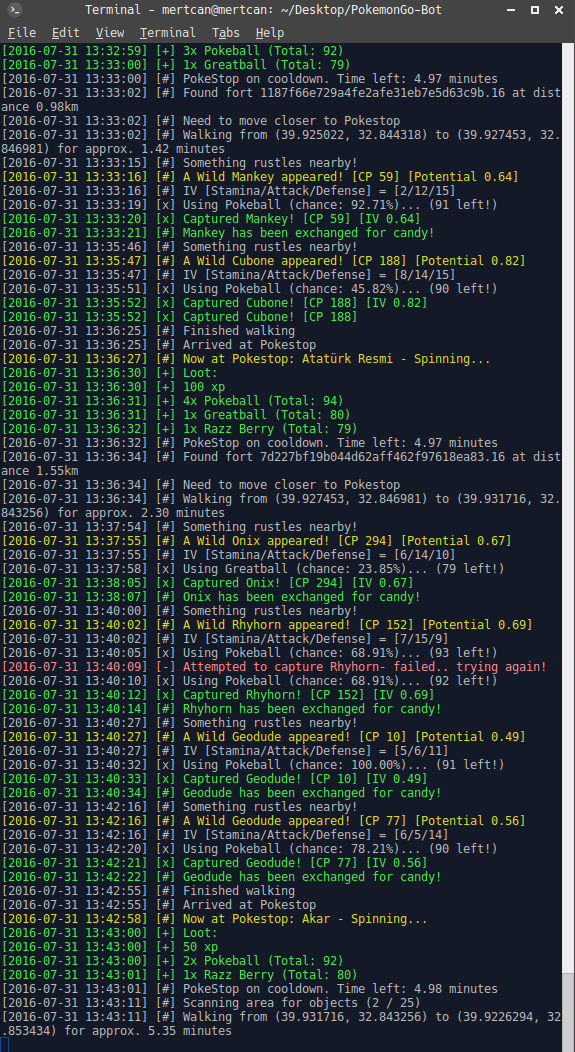 Terminal - mertcan@mertcan: ~/Desktop/PokemonGo-Bot
File Edit View Terminal Tabs Help
[2016-07-31 13:32:59] [+] 3x Pokeball (Total: 92)
[2016-07-31 13:33:00] [+] 1x Greatball (Total: 79)
[2016-07-31 13:33:00] [#] PokeStop on cooldown. Time left: 4.97 minutes
[2016-07-31 13:33:02] [#] Found fort 1187f66e729a4fe2afe31eb7e5d63c9b.16 at dist
ance 0.98km
[2016-07-31 13:33:02] [#] Need to move closer to Pokestop
[2016-07-31 13:33:02] [#] Walking from (39.925022, 32.844318) to (39.927453, 32.
846981) for approx. 1.42 minutes
[2016-07-31 13:33:15] [#] Something rustles nearby!
[2016-07-31 13:33:16] [#] A Wild Mankey appeared! [CP 59] [Potential 0.64]
[2016-07-31 13:33:16] [#] IV [Stamina/Attack/Defense] = [2/12/15]
[2016-07-31 13:33:19] [x] Using Pokeball (chance: 92.71%)... (91 left!)
[2016-07-31 13:33:20] [x] Captured Mankey! [CP 59] [IV 0.64]
[2016-07-31 13:33:21] [#] Mankey has been exchanged for candy!
[2016-07-31 13:35:46] [#] Something rustles nearby!
[2016-07-31 13:35:47] [#] A Wild Cubone appeared! [CP 188] [Potential 0.82]
[2016-07-31 13:35:47] [#] IV [Stamina/Attack/Defense] = [8/14/15]
[2016-07-31 13:35:51] [x] Using Pokeball (chance: 45.82%)... (90 left!)
[2016-07-31 13:35:52] [x] Captured Cubone! [CP 188] [IV 0.82]
[2016-07-31 13:35:52] [x] Captured Cubone! [CP 188]
[2016-07-31 13:36:25] [#] Finished walking
[2016-07-31 13:36:25] [#] Arrived at Pokestop
[2016-07-31 13:36:27] [#] Now at Pokestop: Atatürk Resmi - Spinning...
[2016-07-31 13:36:30] [+] Loot:
[2016-07-31 13:36:30] [+] 100 xp
[2016-07-31 13:36:31] [+] 4x Pokeball (Total: 94)
[2016-07-31 13:36:31] [+] 1x Greatball (Total: 80)
[2016-07-31 13:36:32] [+] 1x Razz Berry (Total: 79)
[2016-07-31 13:36:32] [#] PokeStop on cooldown. Time left: 4.97 minutes
[2016-07-31 13:36:34] [#] Found fort 7d227bf19b044d62aff462f97618ea83.16 at dist
ance 1.55km
[2016-07-31 13:36:34] [#] Need to move closer to Pokestop
[2016-07-31 13:36:34] [#] Walking from (39.927453, 32.846981) to (39.931716, 32.
843256) for approx. 2.30 minutes
[2016-07-31 13:37:54] [#] Something rustles nearby!
[2016-07-31 13:37:55] [#] A Wild Onix appeared! [CP 294] [Potential 0.67]
[2016-07-31 13:37:55] [#] IV [Stamina/Attack/Defense] = [6/14/10]
[2016-07-31 13:37:58] [x] Using Greatball (chance: 23.85%)... (79 left!)
[2016-07-31 13:38:05] [x] Captured Onix! [CP 294] [IV 0.67]
[2016-07-31 13:38:07] [#] Onix has been exchanged for candy!
[2016-07-31 13:40:00] [#] Something rustles nearby!
[2016-07-31 13:40:02] [#] A Wild Rhyhorn appeared! [CP 152] [Potential 0.69]
[2016-07-31 13:40:02] [#] IV [Stamina/Attack/Defense] = [7/15/9]
[2016-07-31 13:40:05] [x] Using Pokeball (chance: 68.91%)... (93 left!)
[2016-07-31 13:40:09] [-] Attempted to capture Rhyhorn- failed.. trying again!
[2016-07-31 13:40:10] [x] Using Pokeball (chance: 68.91%)... (92 left!)
[2016-07-31 13:40:12] [x] Captured Rhyhorn! [CP 152] [IV 0.69]
[2016-07-31 13:40:14] [#] Rhyhorn has been exchanged for candy!
[2016-07-31 13:40:27] [#] Something rustles nearby!
[2016-07-31 13:40:27] [#] A Wild Geodude appeared! [CP 10] [Potential 0.49]
[2016-07-31 13:40:27] [#] IV [Stamina/Attack/Defense] = [5/6/11]
[2016-07-31 13:40:32] [x] Using Pokeball (chance: 100.00%)... (91 left!)
[2016-07-31 13:40:33] [x] Captured Geodude! [CP 10] [IV 0.49]
[2016-07-31 13:40:34] [#] Geodude has been exchanged for candy!
[2016-07-31 13:42:16] [#] Something rustles nearby!
[2016-07-31 13:42:16] [#] A Wild Geodude appeared! [CP 77] [Potential 0.56]
[2016-07-31 13:42:16] [#] IV [Stamina/Attack/Defense] = [6/5/14]
[2016-07-31 13:42:20] [x] Using Pokeball (chance: 78.21%)... (90 left!)
[2016-07-31 13:42:21] [x] Captured Geodude! [CP 77] [IV 0.56]
[2016-07-31 13:42:22] [#] Geodude has been exchanged for candy!
[2016-07-31 13:42:55] [#] Finished walking
[2016-07-31 13:42:55] [#] Arrived at Pokestop
[2016-07-31 13:42:58] [#] Now at Pokestop: Akar - Spinning...
[2016-07-31 13:43:00] [+] Loot:
[2016-07-31 13:43:00] [+] 50 xp
[2016-07-31 13:43:00] [+] 2x Pokeball (Total: 92)
[2016-07-31 13:43:01] [+] 1x Razz Berry (Total: 80)
[2016-07-31 13:43:01] [#] PokeStop on cooldown. Time left: 4.98 minutes
[2016-07-31 13:43:11] [#] Scanning area for objects (2 / 25)
[2016-07-31 13:43:11] [#] Walking from (39.931716, 32.843256) to (39.9226294, 32
.853434) for approx. 5.35 minutes